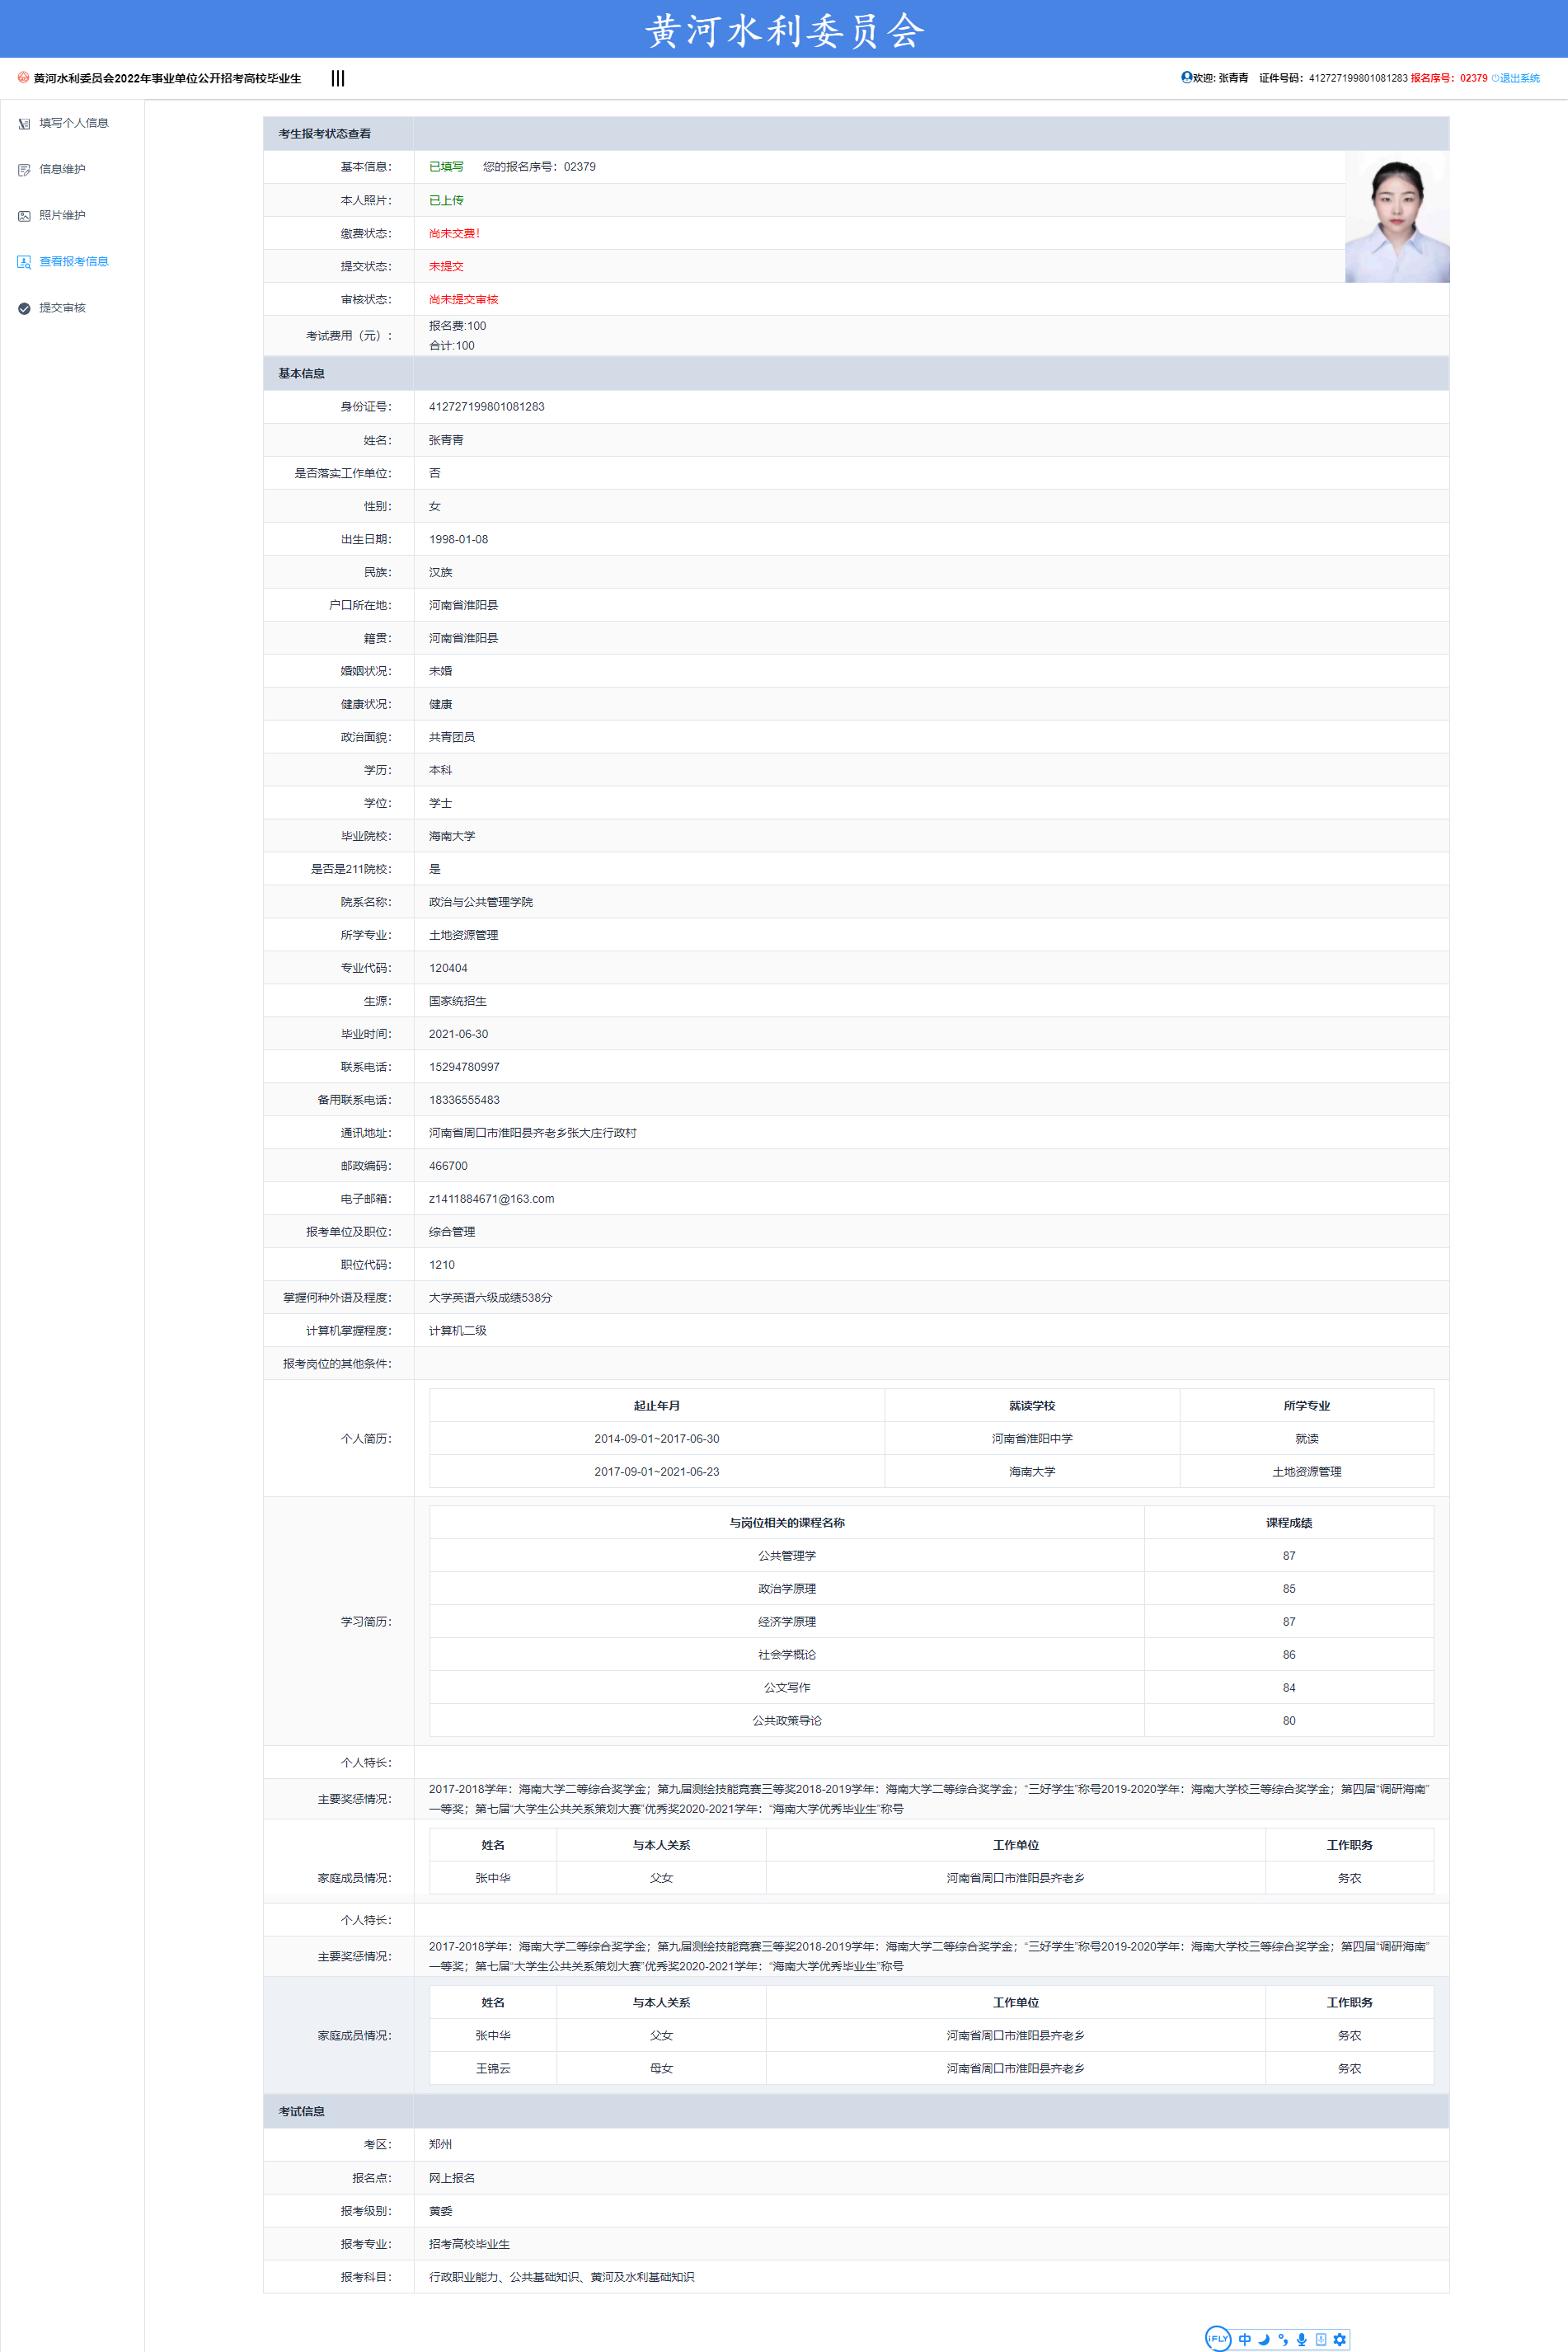 黄河水利委员会
黄河水利委员会2022年事业单位公开招考高校毕业生
欢迎: 张青青 证件号码: 412727199801081283 报名序号: 02379 退出系统
填写个人信息
信息维护
照片维护
查看报考信息
提交审核
考生报考状态查看
基本信息: 已填写 您的报名序号: 02379
本人照片: 已上传
缴费状态: 尚未交费!
提交状态: 未提交
审核状态: 尚未提交审核
考试费用（元）: 报名费:100
合计:100
基本信息
身份证号: 412727199801081283
姓名: 张青青
是否落实工作单位: 否
性别: 女
出生日期: 1998-01-08
民族: 汉族
户口所在地: 河南省淮阳县
籍贯: 河南省淮阳县
婚姻状况: 未婚
健康状况: 健康
政治面貌: 共青团员
学历: 本科
学位: 学士
毕业院校: 海南大学
是否是211院校: 是
院系名称: 政治与公共管理学院
所学专业: 土地资源管理
专业代码: 120404
生源: 国家统招生
毕业时间: 2021-06-30
联系电话: 15294780997
备用联系电话: 18336555483
通讯地址: 河南省周口市淮阳县齐老乡张大庄行政村
邮政编码: 466700
电子邮箱: z1411884671@163.com
报考单位及职位: 综合管理
职位代码: 1210
掌握何种外语及程度: 大学英语六级成绩538分
计算机掌握程度: 计算机二级
报考岗位的其他条件:
个人简历:
起止年月 就读学校 所学专业
2014-09-01~2017-06-30 河南省淮阳中学 就读
2017-09-01~2021-06-23 海南大学 土地资源管理
学习简历:
与岗位相关的课程名称 课程成绩
公共管理学 87
政治学原理 85
经济学原理 87
社会学概论 86
公文写作 84
公共政策导论 80
个人特长:
主要奖惩情况:
2017-2018学年：海南大学二等综合奖学金；第九届测绘技能竞赛三等奖2018-2019学年：海南大学二等综合奖学金；“三好学生”称号2019-2020学年：海南大学校三等综合奖学金；第四届“调研海南”
一等奖；第七届“大学生公共关系策划大赛”优秀奖2020-2021学年：“海南大学优秀毕业生”称号
家庭成员情况:
姓名 与本人关系 工作单位 工作职务
张中华 父女 河南省周口市淮阳县齐老乡 务农
个人特长:
主要奖惩情况:
2017-2018学年：海南大学二等综合奖学金；第九届测绘技能竞赛三等奖2018-2019学年：海南大学二等综合奖学金；“三好学生”称号2019-2020学年：海南大学校三等综合奖学金；第四届“调研海南”
一等奖；第七届“大学生公共关系策划大赛”优秀奖2020-2021学年：“海南大学优秀毕业生”称号
家庭成员情况:
姓名 与本人关系 工作单位 工作职务
张中华 父女 河南省周口市淮阳县齐老乡 务农
王锦云 母女 河南省周口市淮阳县齐老乡 务农
考试信息
考区: 郑州
报名点: 网上报名
报考级别: 黄委
报考专业: 招考高校毕业生
报考科目: 行政职业能力、公共基础知识、黄河及水利基础知识
iFLY 中